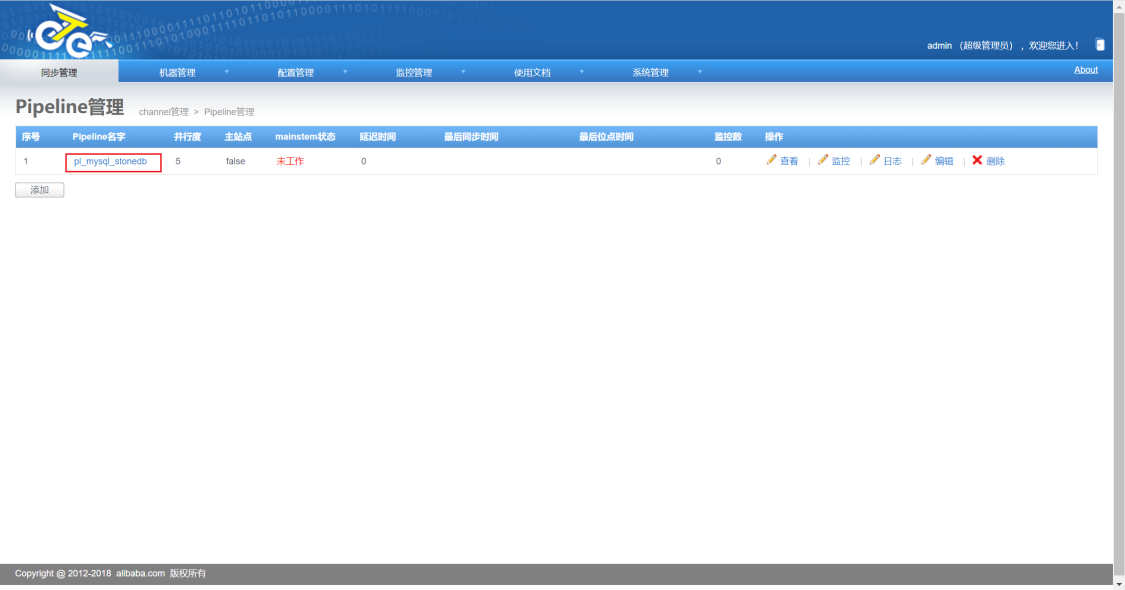 admin （超级管理员），欢迎您进入！
同步管理 机器管理 配置管理 监控管理 使用文档 系统管理 About
Pipeline管理 channel管理 > Pipeline管理
序号 Pipeline名字 并行度 主站点 mainstem状态 延迟时间 最后同步时间 最后位点时间 监控数 操作
1 pl_mysql_stonedb 5 false 未工作 0 0 查看 | 监控 | 日志 | 编辑 | 删除
添加
Copyright @ 2012-2018 alibaba.com 版权所有